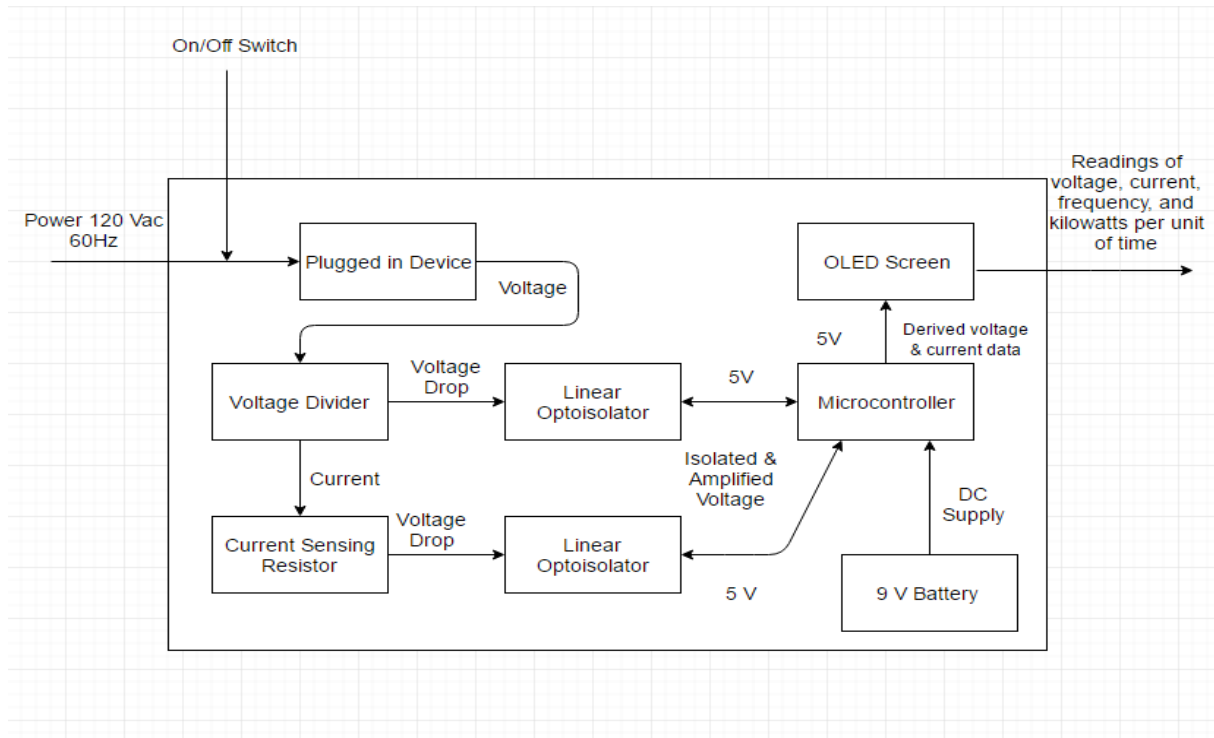 On/Off Switch
Readings of
voltage, current,
frequency, and
kilowatts per unit
of time
Power 120 Vac
60Hz
Plugged in Device
OLED Screen
Voltage
5V
Derived voltage
& current data
Voltage Divider
Voltage
Drop
Linear
Optoisolator
5V
Microcontroller
Current
Isolated &
Amplified
Voltage
DC
Supply
Current Sensing
Resistor
Voltage
Drop
Linear
Optoisolator
5 V
9 V Battery